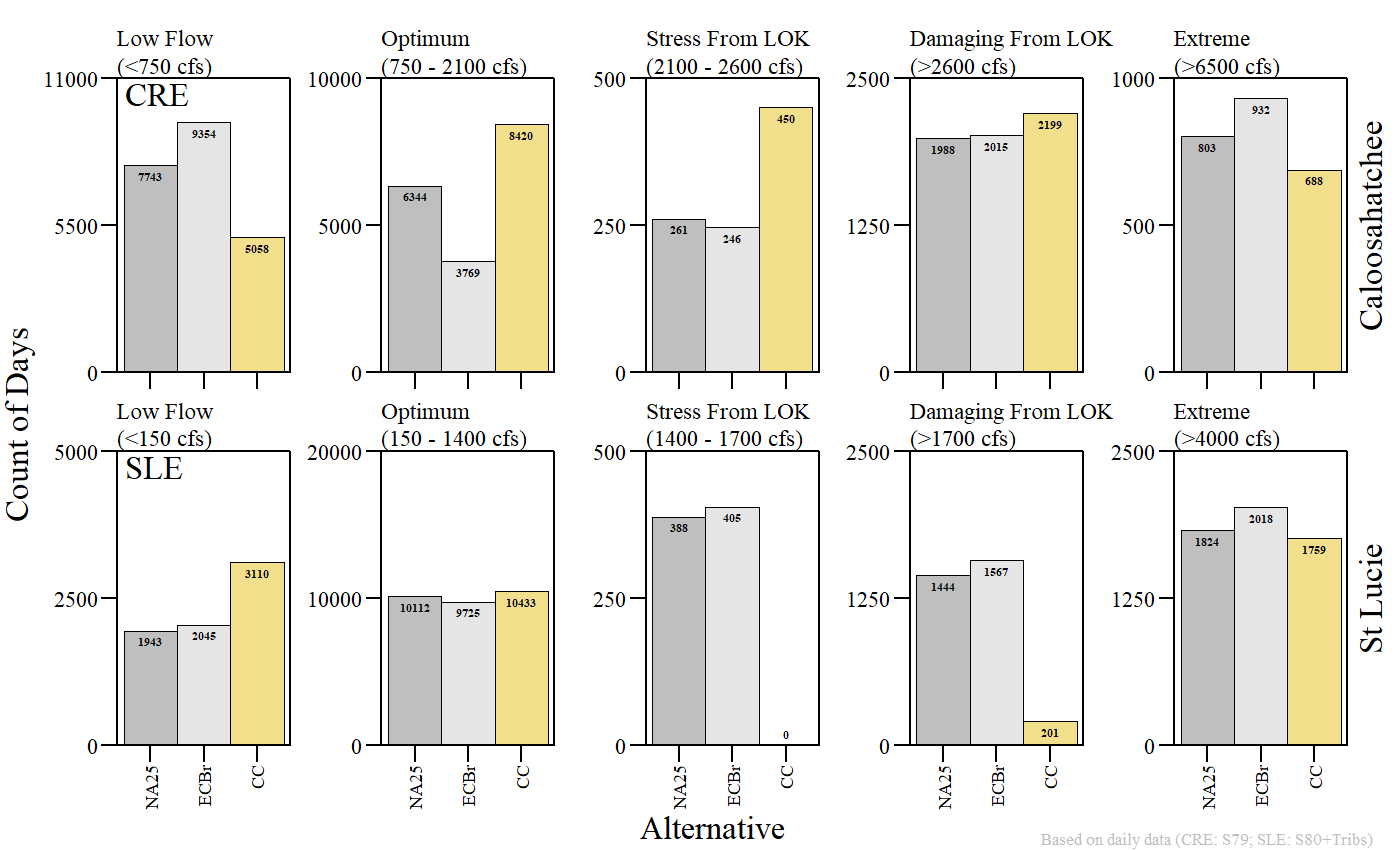 Low Flow
(<750 cfs)
Optimum
(750 - 2100 cfs)
Stress From LOK
(2100 - 2600 cfs)
Damaging From LOK
(>2600 cfs)
Extreme
(>6500 cfs)
11000
5500
0
CRE
7743
9354
5058
10000
5000
0
6344
3769
8420
500
250
0
261
246
450
2500
1250
0
1988
2015
2199
1000
500
0
803
932
688
Caloosahatchee
Count of Days
Low Flow
(<150 cfs)
Optimum
(150 - 1400 cfs)
Stress From LOK
(1400 - 1700 cfs)
Damaging From LOK
(>1700 cfs)
Extreme
(>4000 cfs)
5000
2500
0
SLE
1943
2045
3110
20000
10000
0
10112
9725
10433
500
250
0
388
405
0
2500
1250
0
1444
1567
201
2500
1250
0
1824
2018
1759
St Lucie
NA25
ECBr
CC
NA25
ECBr
CC
NA25
ECBr
CC
NA25
ECBr
CC
NA25
ECBr
CC
Alternative
Based on daily data (CRE: S79; SLE: S80+Tribs)